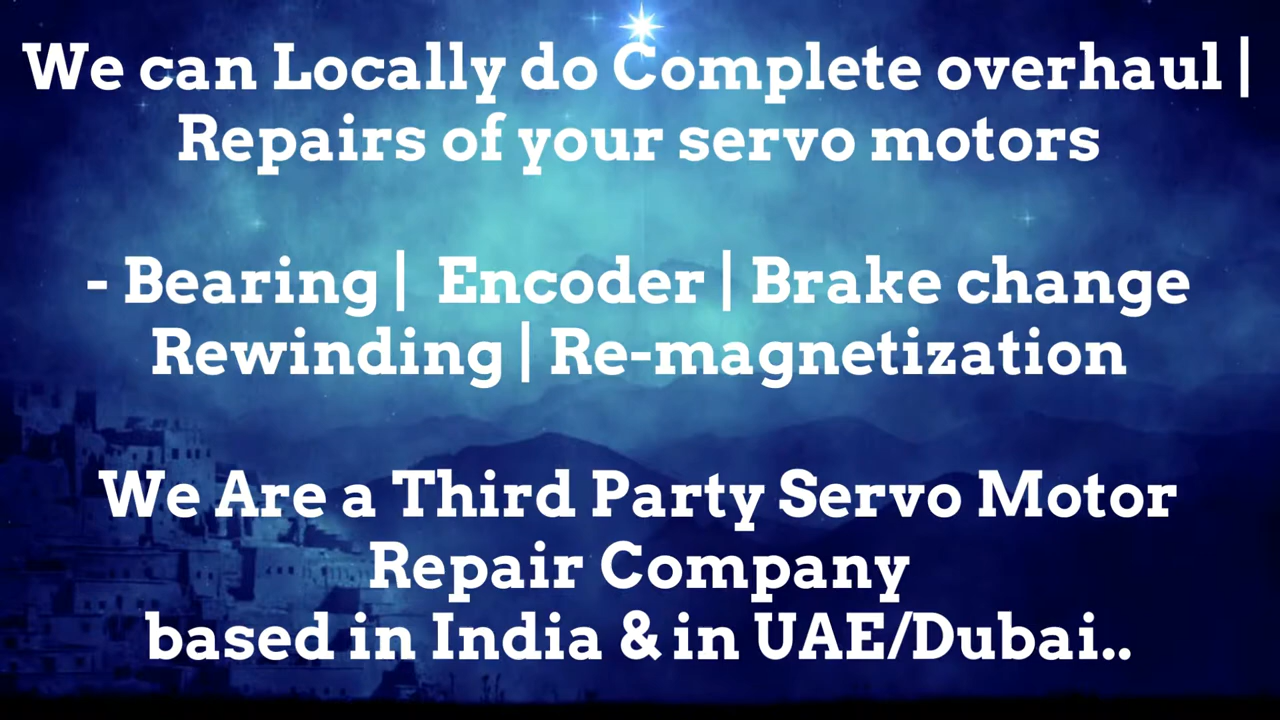 We can Locally do Complete overhaul |
Repairs of your servo motors
- Bearing | Encoder | Brake change
Rewinding | Re-magnetization
We Are a Third Party Servo Motor
Repair Company
based in India & in UAE/Dubai..